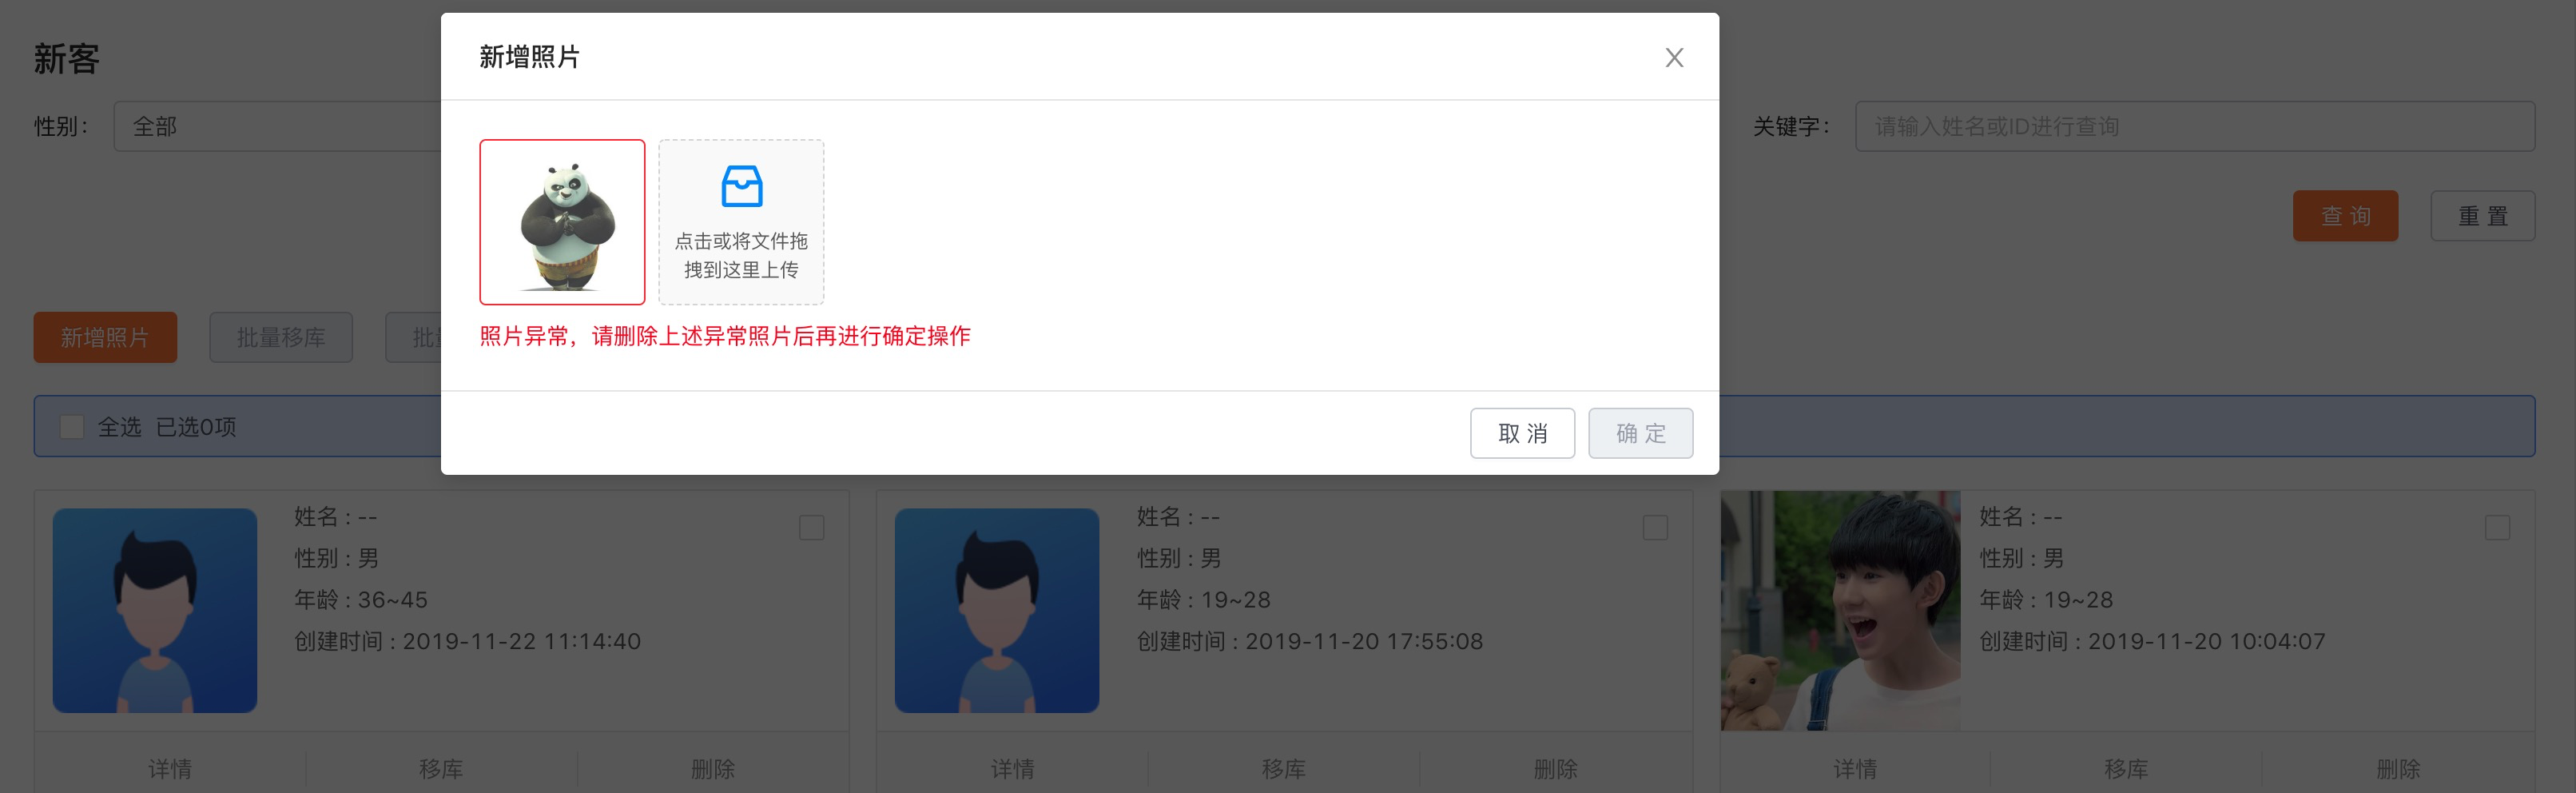 新客
新增照片
性别：
全部
关键字：
请输入姓名或ID进行查询
点击或将文件拖
拽到这里上传
查 询
重 置
新增照片
批量移库
照片异常，请删除上述异常照片后再进行确定操作
取 消
确 定
全选 已选0项
姓名 : --
性别 : 男
年龄 : 36~45
创建时间 : 2019-11-22 11:14:40
详情
移库
删除
姓名 : --
性别 : 男
年龄 : 19~28
创建时间 : 2019-11-20 17:55:08
详情
移库
删除
姓名 : --
性别 : 男
年龄 : 19~28
创建时间 : 2019-11-20 10:04:07
详情
移库
删除